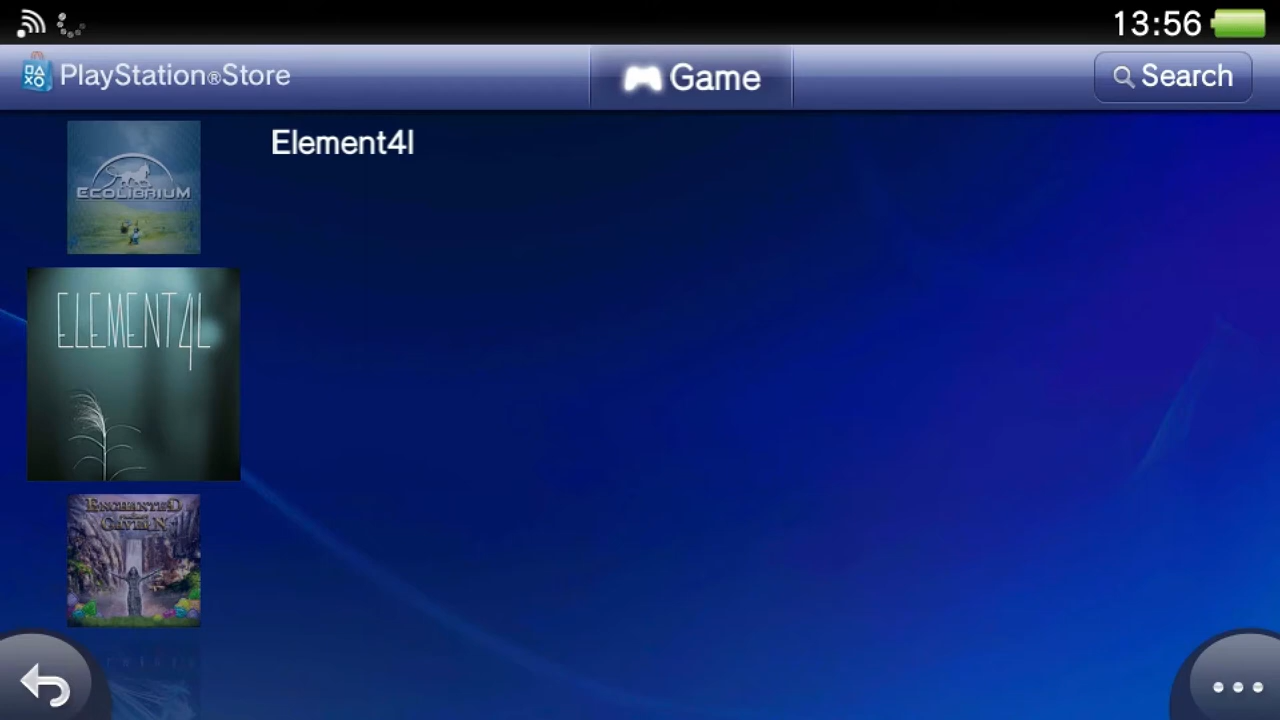 13:56
PlayStation®Store
Game
Search
ECOLIBRIUM
Element4l
ELEMENT4L
ENCHANTED
CAVERN